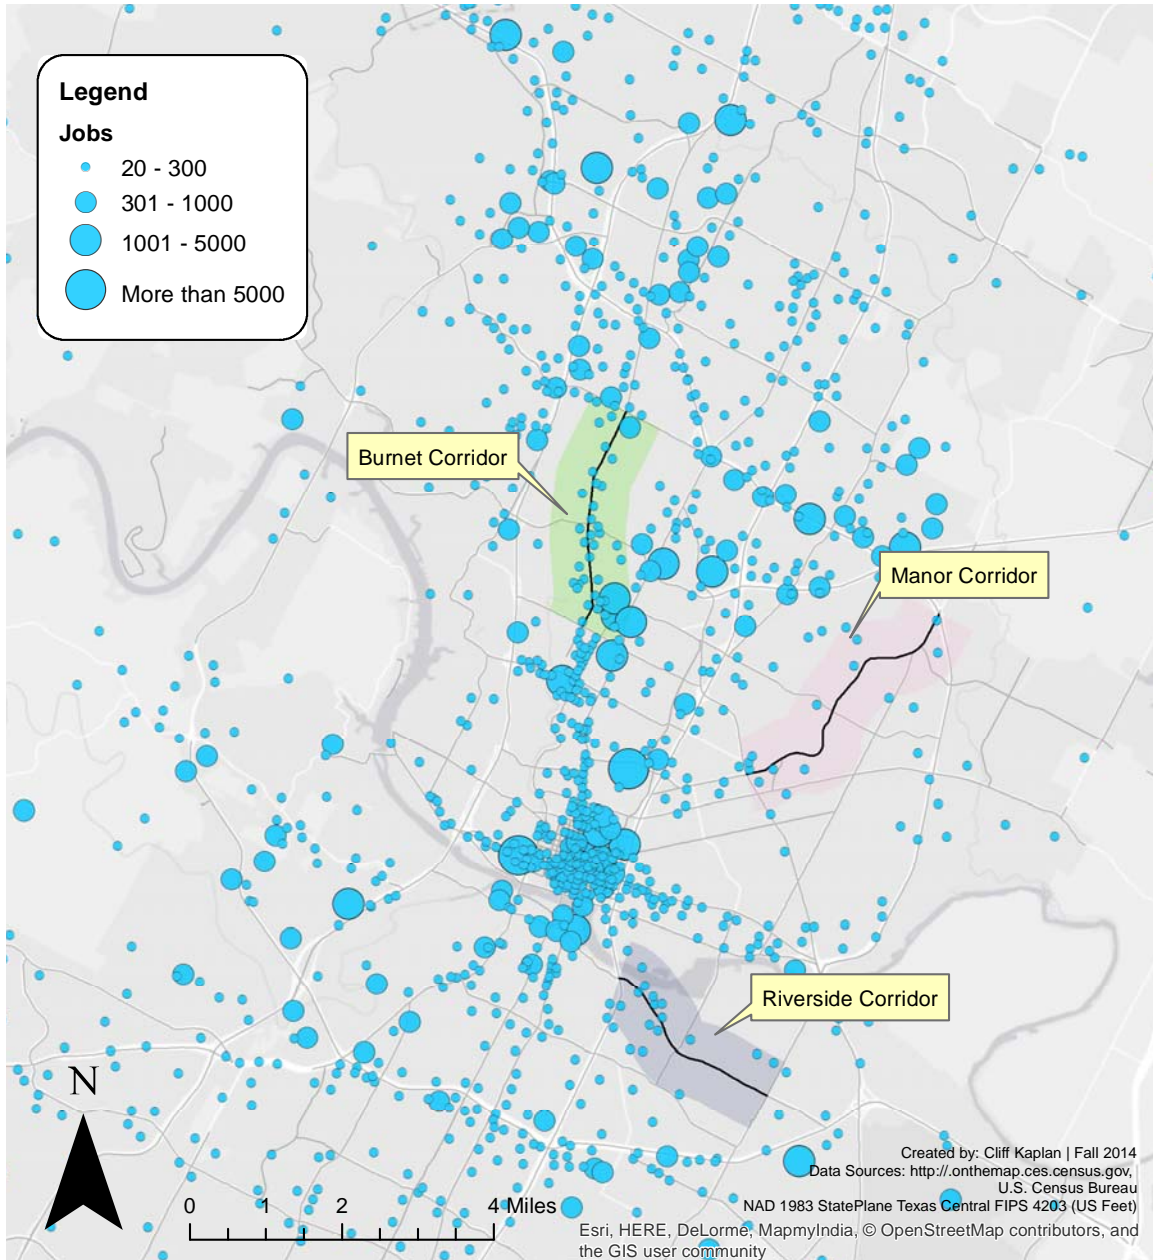 Legend
Jobs
20 - 300
301 - 1000
1001 - 5000
More than 5000
Burnet Corridor
Manor Corridor
Riverside Corridor
N
0 1 2 4 Miles
Created by: Cliff Kaplan | Fall 2014
Data Sources: http://.onthemap.ces.census.gov,
U.S. Census Bureau
NAD 1983 StatePlane Texas Central FIPS 4203 (US Feet)
Esri, HERE, DeLorme, MapmyIndia, © OpenStreetMap contributors, and
the GIS user community